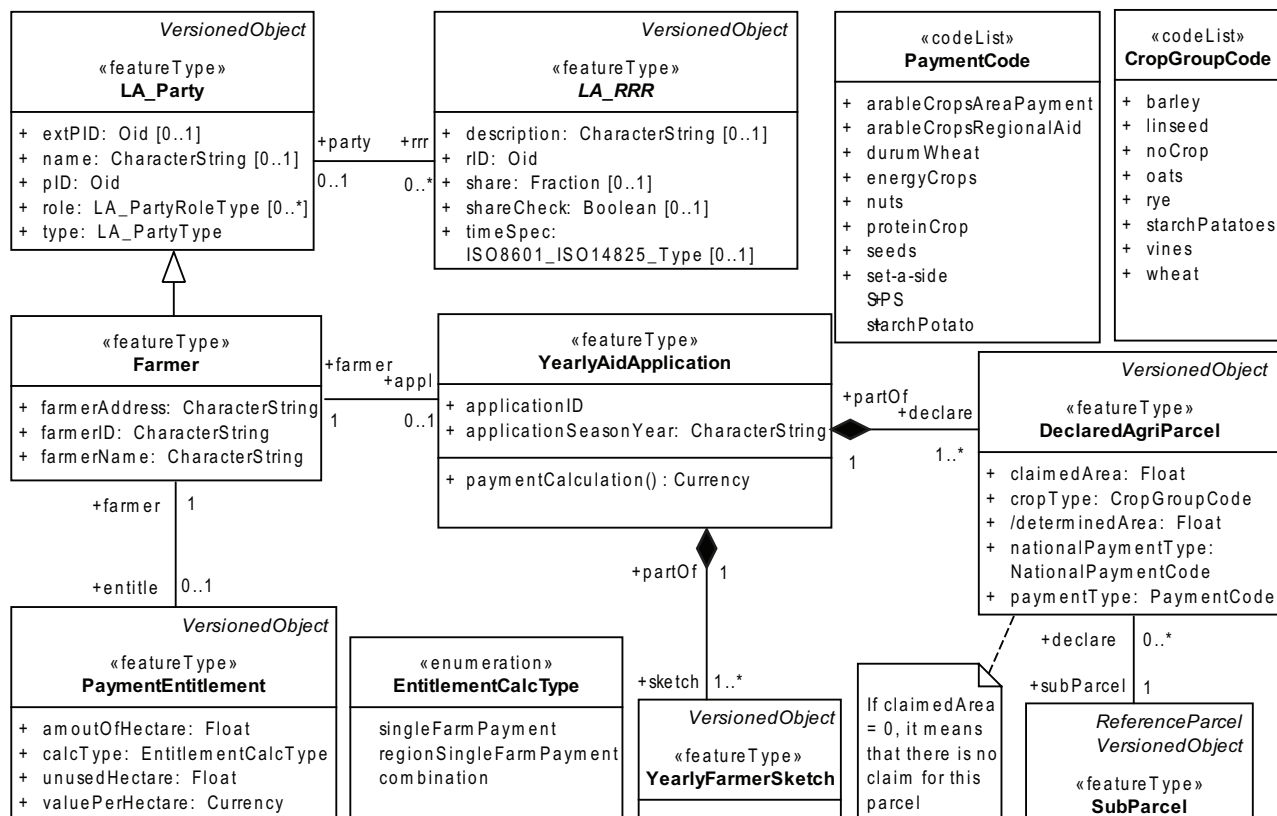 VersionedObject
«featureType»
LA_Party
+ extPID: Oid [0..1]
+ name: CharacterString [0..1]
+ pID: Oid
+ role: LA_PartyRoleType [0..*]
+ type: LA_PartyType
+party
+rrr
0..1
0..*
VersionedObject
«featureType»
LA_RRR
+ description: CharacterString [0..1]
+ rID: Oid
+ share: Fraction [0..1]
+ shareCheck: Boolean [0..1]
+ timeSpec:
ISO8601_ISO14825_Type [0..1]
«codeList»
PaymentCode
+ arableCropsAreaPayment
+ arableCropsRegionalAid
+ durumWheat
+ energyCrops
+ nuts
+ proteinCrop
+ seeds
+ set-a-side
+ SPS
+ starchPotato
«codeList»
CropGroupCode
+ barley
+ linseed
+ noCrop
+ oats
+ rye
+ starchPatatoes
+ vines
+ wheat
«featureType»
Farmer
+ farmerAddress: CharacterString
+ farmerID: CharacterString
+ farmerName: CharacterString
+farmer
+appl
1
0..1
«featureType»
YearlyAidApplication
+ applicationID
+ applicationSeasonYear: CharacterString
+ paymentCalculation() : Currency
+partOf
+declare
1
1..*
VersionedObject
«featureType»
DeclaredAgriParcel
+ claimedArea: Float
+ cropType: CropGroupCode
+ /determinedArea: Float
+ nationalPaymentType:
NationalPaymentCode
+ paymentType: PaymentCode
+farmer
1
+entitle
0..1
VersionedObject
«featureType»
PaymentEntitlement
+ amoutOfHectare: Float
+ calcType: EntitlementCalcType
+ unusedHectare: Float
+ valuePerHectare: Currency
«enumeration»
EntitlementCalcType
singleFarmPayment
regionSingleFarmPayment
combination
+partOf
1
+sketch
1..*
VersionedObject
«featureType»
YearlyFarmerSketch
If claimedArea
= 0, it means
that there is no
claim for this
parcel
+declare
0..*
+subParcel
1
ReferenceParcel
VersionedObject
«featureType»
SubParcel